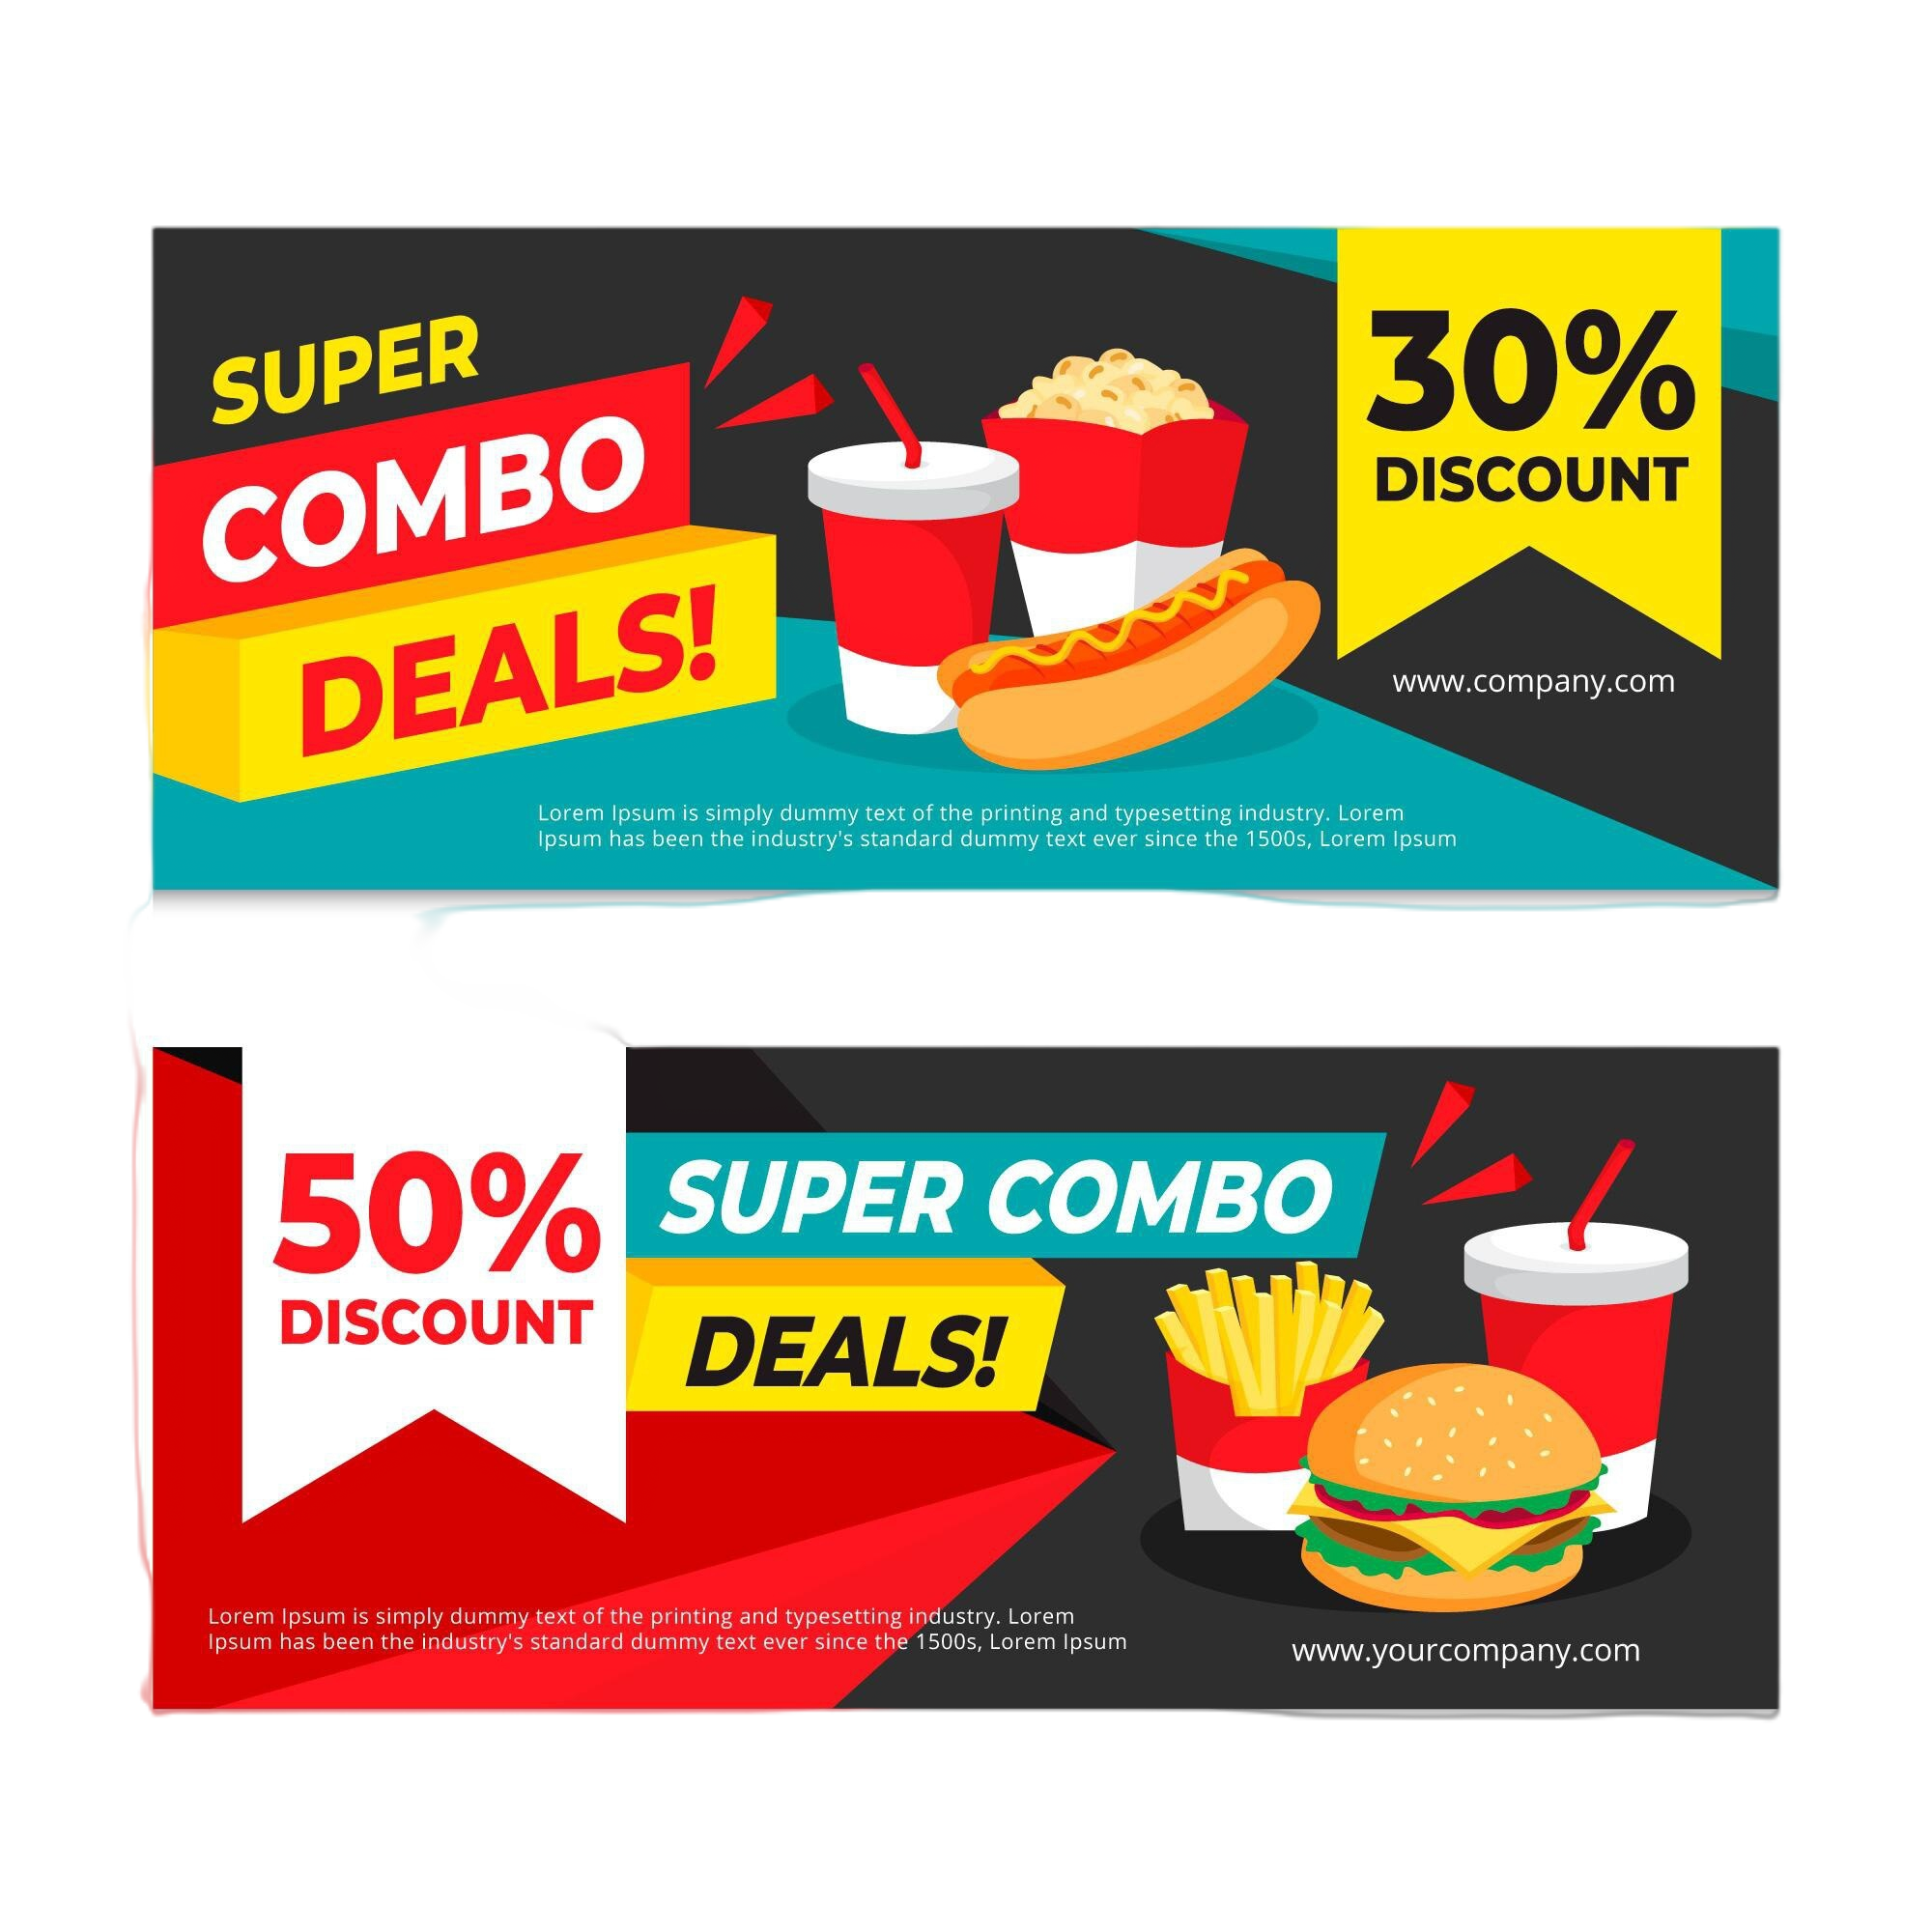 SUPER
COMBO
DEALS!
30%
DISCOUNT
www.company.com
Lorem Ipsum is simply dummy text of the printing and typesetting industry. Lorem
Ipsum has been the industry's standard dummy text ever since the 1500s, Lorem Ipsum
50%
DISCOUNT
SUPER COMBO
DEALS!
Lorem Ipsum is simply dummy text of the printing and typesetting industry. Lorem
Ipsum has been the industry's standard dummy text ever since the 1500s, Lorem Ipsum
www.yourcompany.com